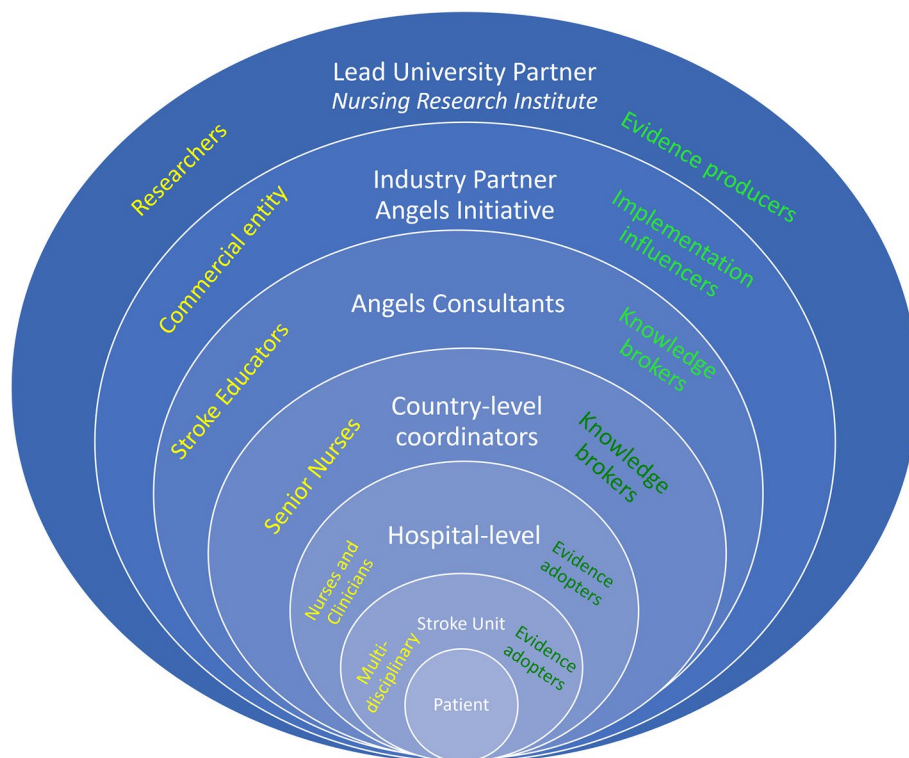 Lead University Partner
Nursing Research Institute
Researchers
Evidence producers
Industry Partner
Angels Initiative
Commercial entity
Implementation
influencers
Angels Consultants
Stroke Educators
Knowledge
brokers
Country-level
coordinators
Senior Nurses
Knowledge
brokers
Hospital-level
Nurses and
Clinicians
Evidence
adopters
Stroke Unit
Multi-
disciplinary
Evidence
adopters
Patient